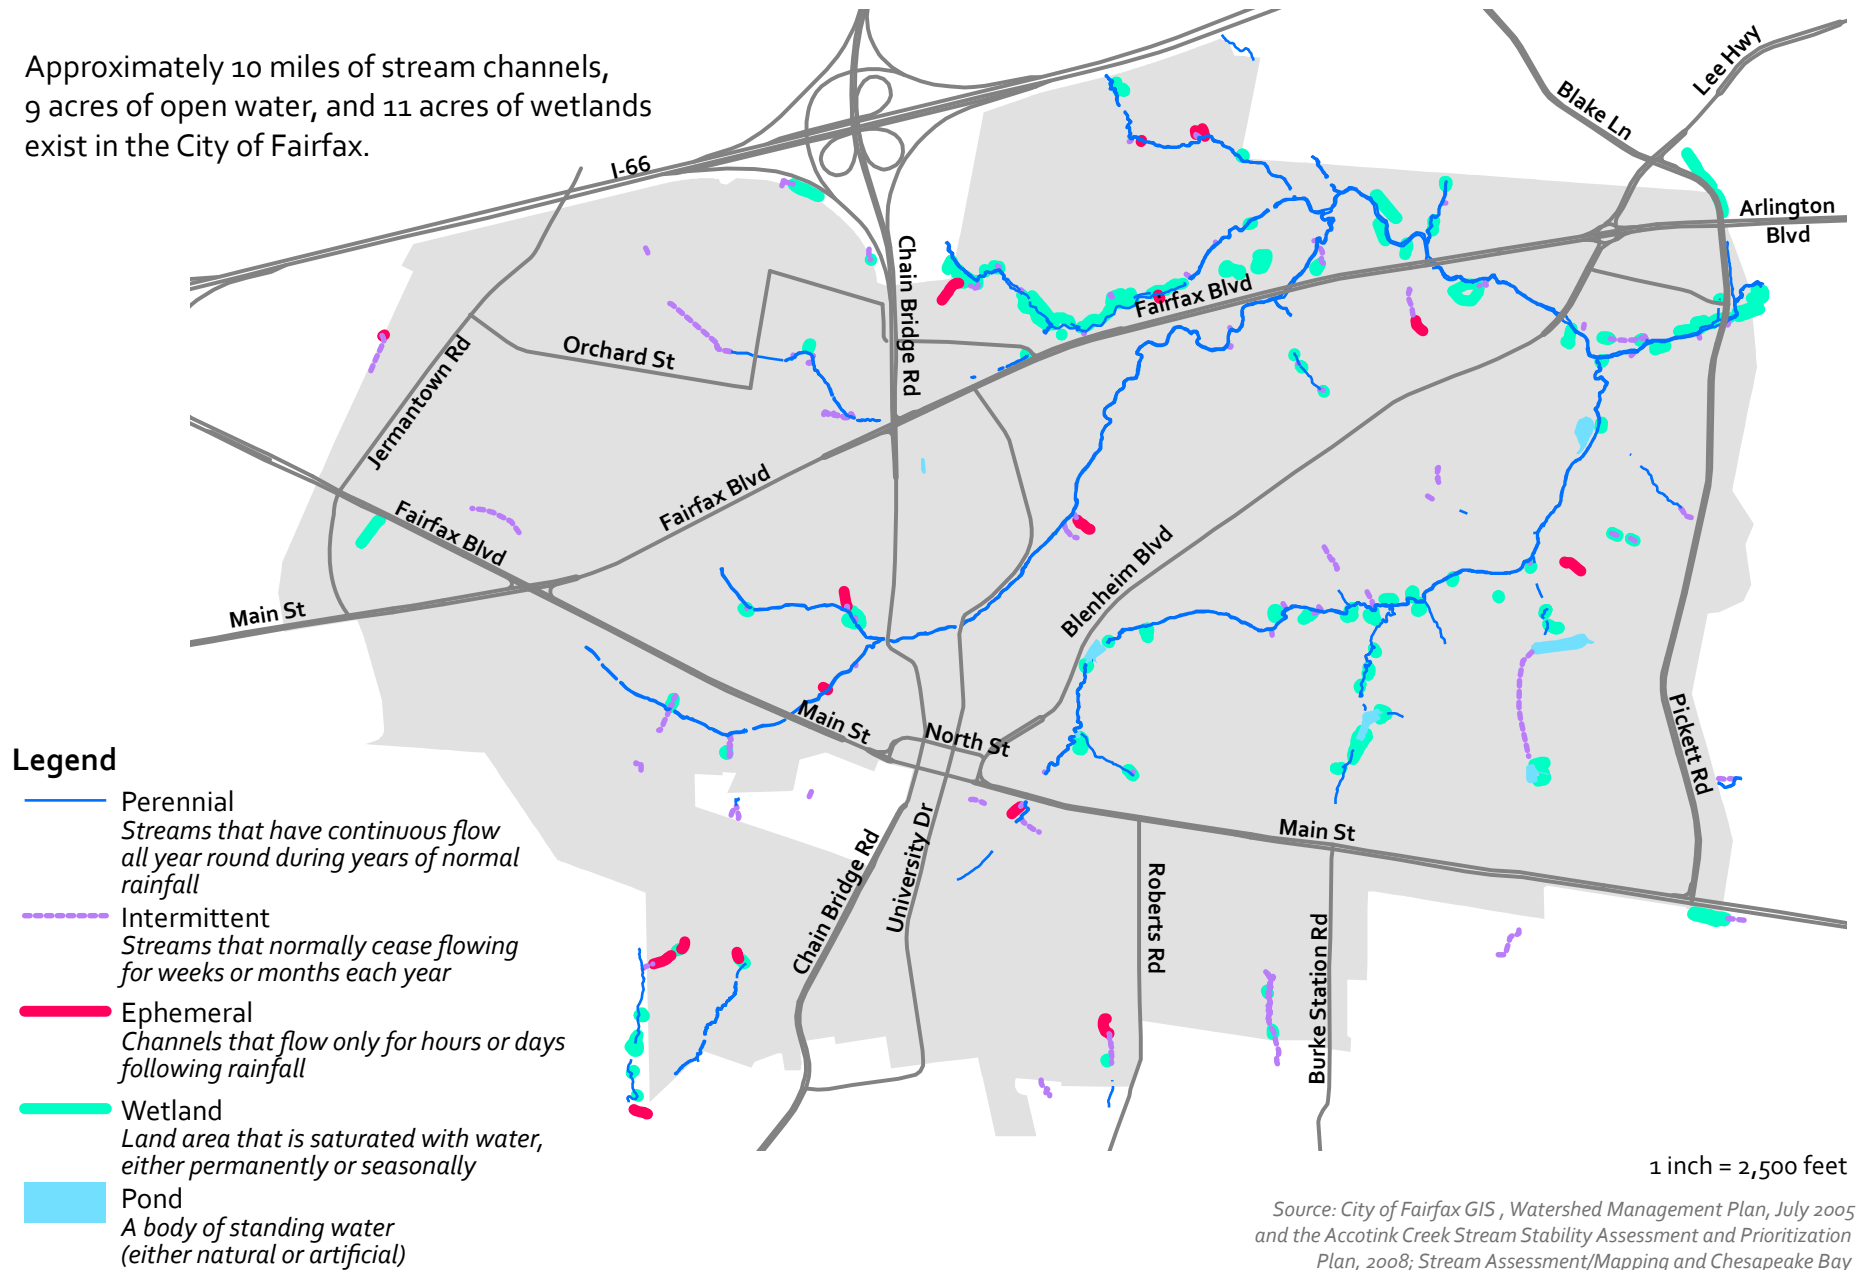 Approximately 10 miles of stream channels,
9 acres of open water, and 11 acres of wetlands
exist in the City of Fairfax.
I-66
Blake Ln
Lee Hwy
Arlington
Blvd
Chain Bridge Rd
Fairfax Blvd
Orchard St
Jermantown Rd
Fairfax Blvd
Fairfax Blvd
Main St
Blenheim Blvd
Main St
North St
Pickett Rd
Main St
Chain Bridge Rd
University Dr
Roberts Rd
Burke Station Rd
Legend
Perennial
Streams that have continuous flow
all year round during years of normal
rainfall
Intermittent
Streams that normally cease flowing
for weeks or months each year
Ephemeral
Channels that flow only for hours or days
following rainfall
Wetland
Land area that is saturated with water,
either permanently or seasonally
Pond
A body of standing water
(either natural or artificial)
1 inch = 2,500 feet
Source: City of Fairfax GIS , Watershed Management Plan, July 2005
and the Accotink Creek Stream Stability Assessment and Prioritization
Plan, 2008; Stream Assessment/Mapping and Chesapeake Bay